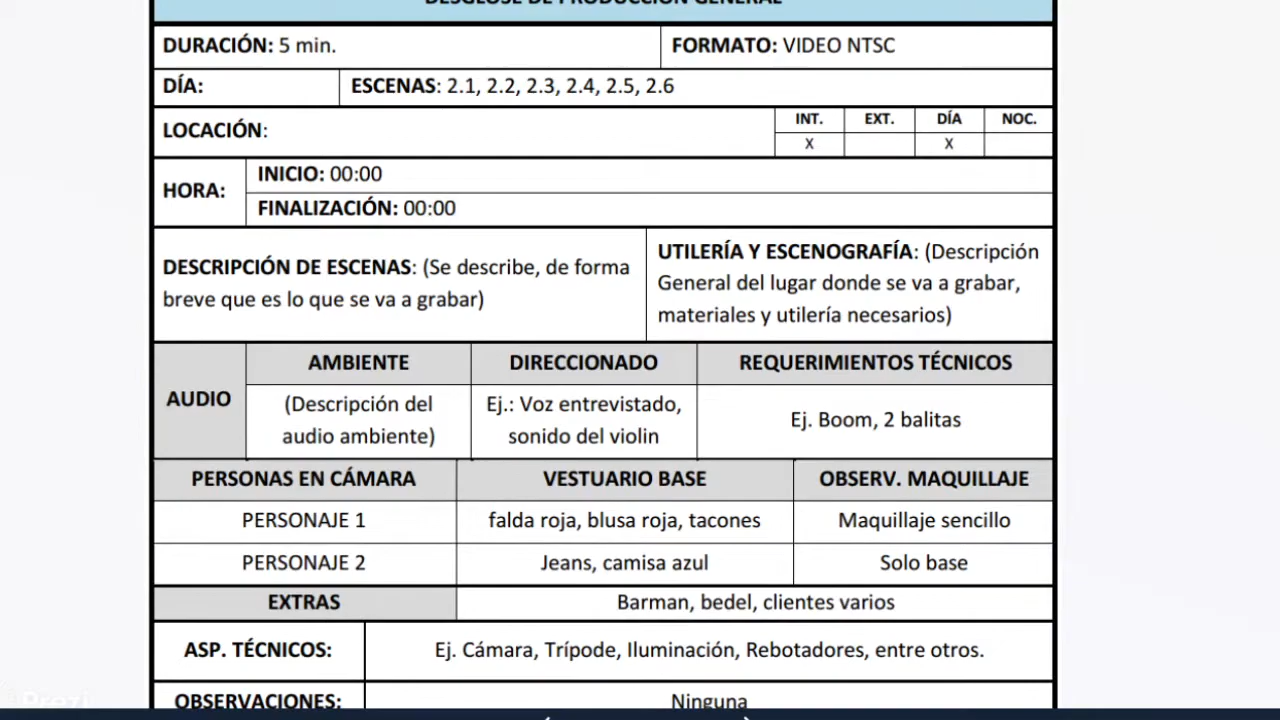 DESGLOSE DE PRODUCCIÓN GENERAL
DURACIÓN: 5 min.
FORMATO: VIDEO NTSC
DÍA:
ESCENAS: 2.1, 2.2, 2.3, 2.4, 2.5, 2.6
LOCACIÓN:
INT. EXT. DÍA NOC.
X X
HORA:
INICIO: 00:00
FINALIZACIÓN: 00:00
DESCRIPCIÓN DE ESCENAS: (Se describe, de forma
breve que es lo que se va a grabar)
UTILERÍA Y ESCENOGRAFÍA: (Descripción
General del lugar donde se va a grabar,
materiales y utilería necesarios)
AUDIO
AMBIENTE
DIRECCIONADO
REQUERIMIENTOS TÉCNICOS
(Descripción del
audio ambiente)
Ej.: Voz entrevistado,
sonido del violin
Ej. Boom, 2 balitas
PERSONAS EN CÁMARA
VESTUARIO BASE
OBSERV. MAQUILLAJE
PERSONAJE 1
falda roja, blusa roja, tacones
Maquillaje sencillo
PERSONAJE 2
Jeans, camisa azul
Solo base
EXTRAS
Barman, bedel, clientes varios
ASP. TÉCNICOS:
Ej. Cámara, Trípode, Iluminación, Rebotadores, entre otros.
OBSERVACIONES:
Ninguna
Prezi